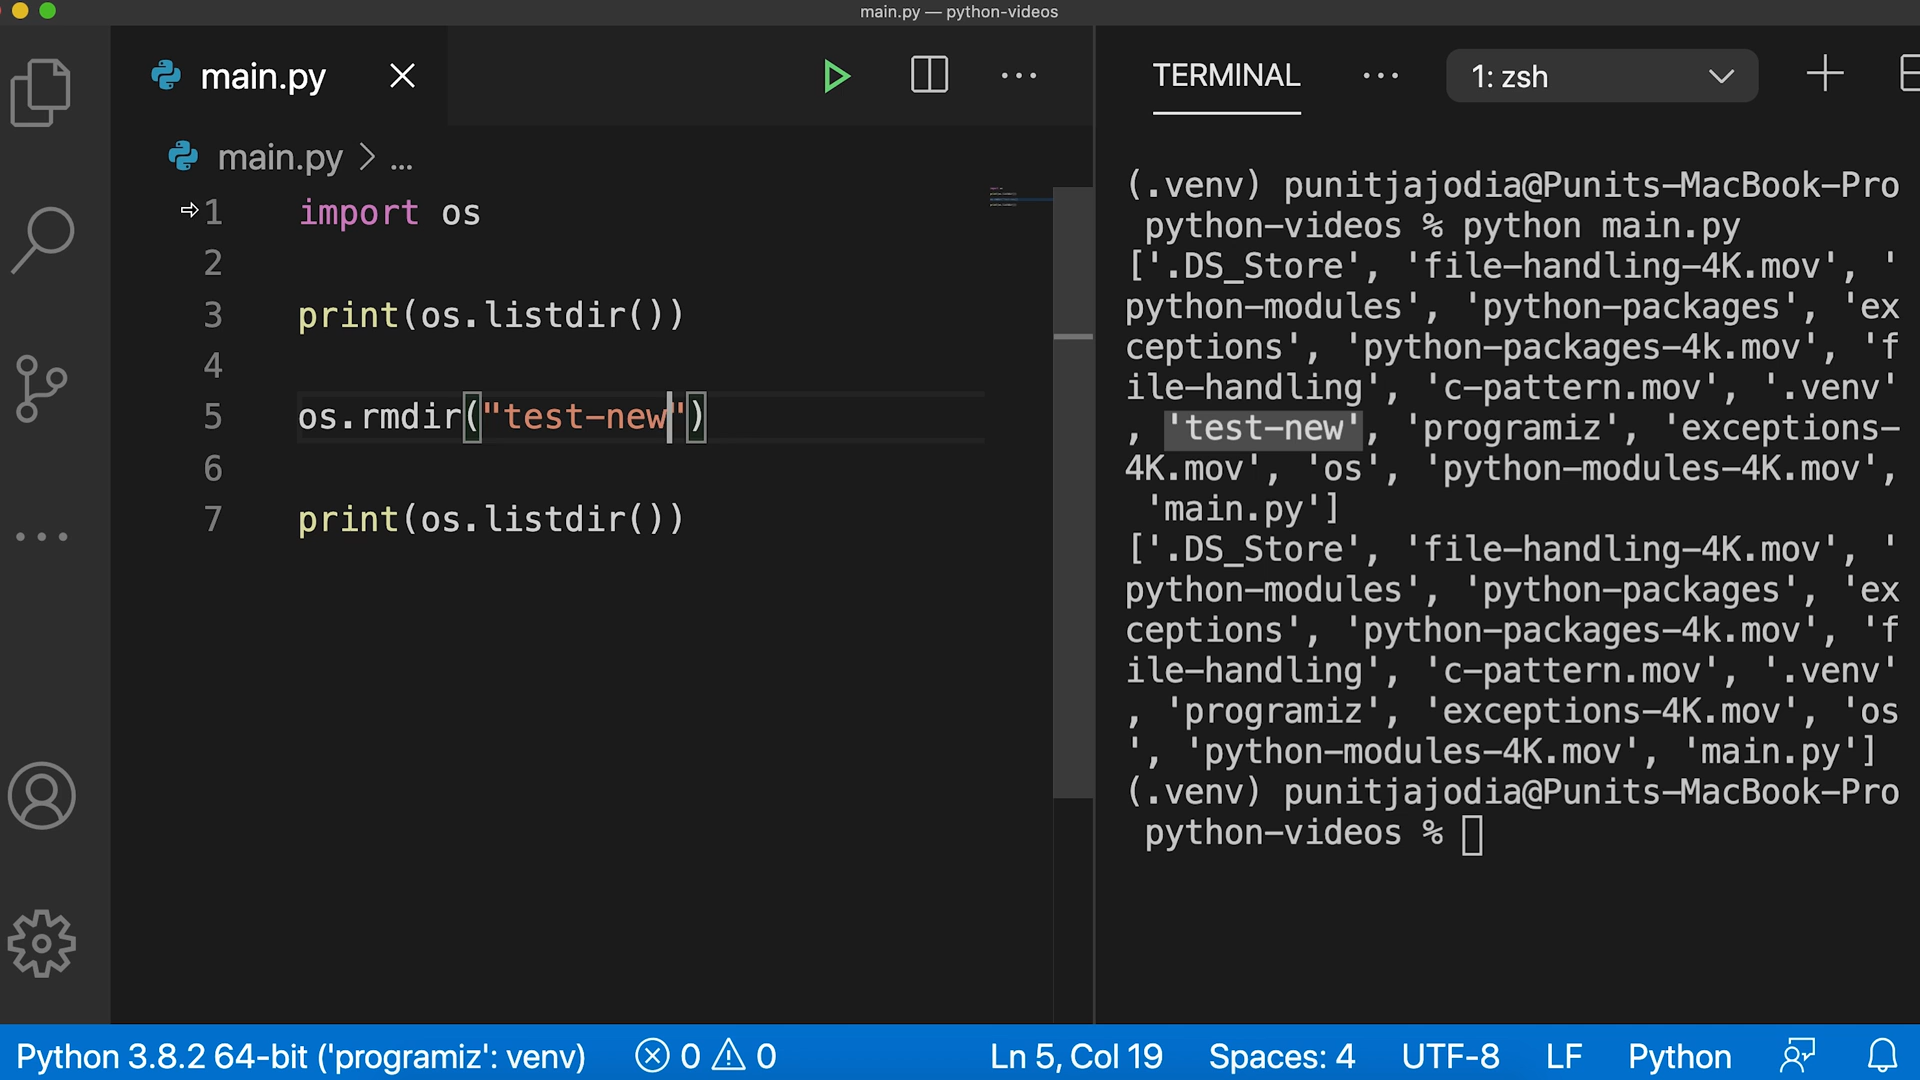 main.py — python-videos
main.py
TERMINAL
1: zsh
main.py > ...
1 import os
2
3 print(os.listdir())
4
5 os.rmdir("test-new")
6
7 print(os.listdir())
(.venv) punitjajodia@Punits-MacBook-Pro
python-videos % python main.py
['.DS_Store', 'file-handling-4K.mov', '
python-modules', 'python-packages', 'ex
ceptions', 'python-packages-4k.mov', 'f
ile-handling', 'c-pattern.mov', '.venv'
, 'test-new', 'programiz', 'exceptions-
4K.mov', 'os', 'python-modules-4K.mov',
'main.py']
['.DS_Store', 'file-handling-4K.mov', '
python-modules', 'python-packages', 'ex
ceptions', 'python-packages-4k.mov', 'f
ile-handling', 'c-pattern.mov', '.venv'
, 'programiz', 'exceptions-4K.mov', 'os
', 'python-modules-4K.mov', 'main.py']
(.venv) punitjajodia@Punits-MacBook-Pro
python-videos %
Python 3.8.2 64-bit ('programiz': venv) 0 0 Ln 5, Col 19 Spaces: 4 UTF-8 LF Python